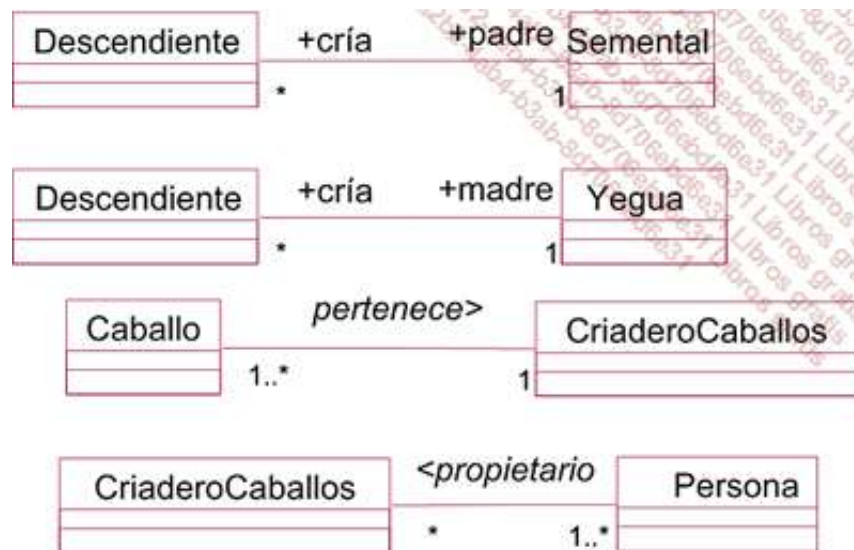 Descendiente +cría +padre Semental
* 1
Descendiente +cría +madre Yegua
* 1
Caballo pertenece> CriaderoCaballos
1..* 1
CriaderoCaballos <propietario Persona
* 1..*